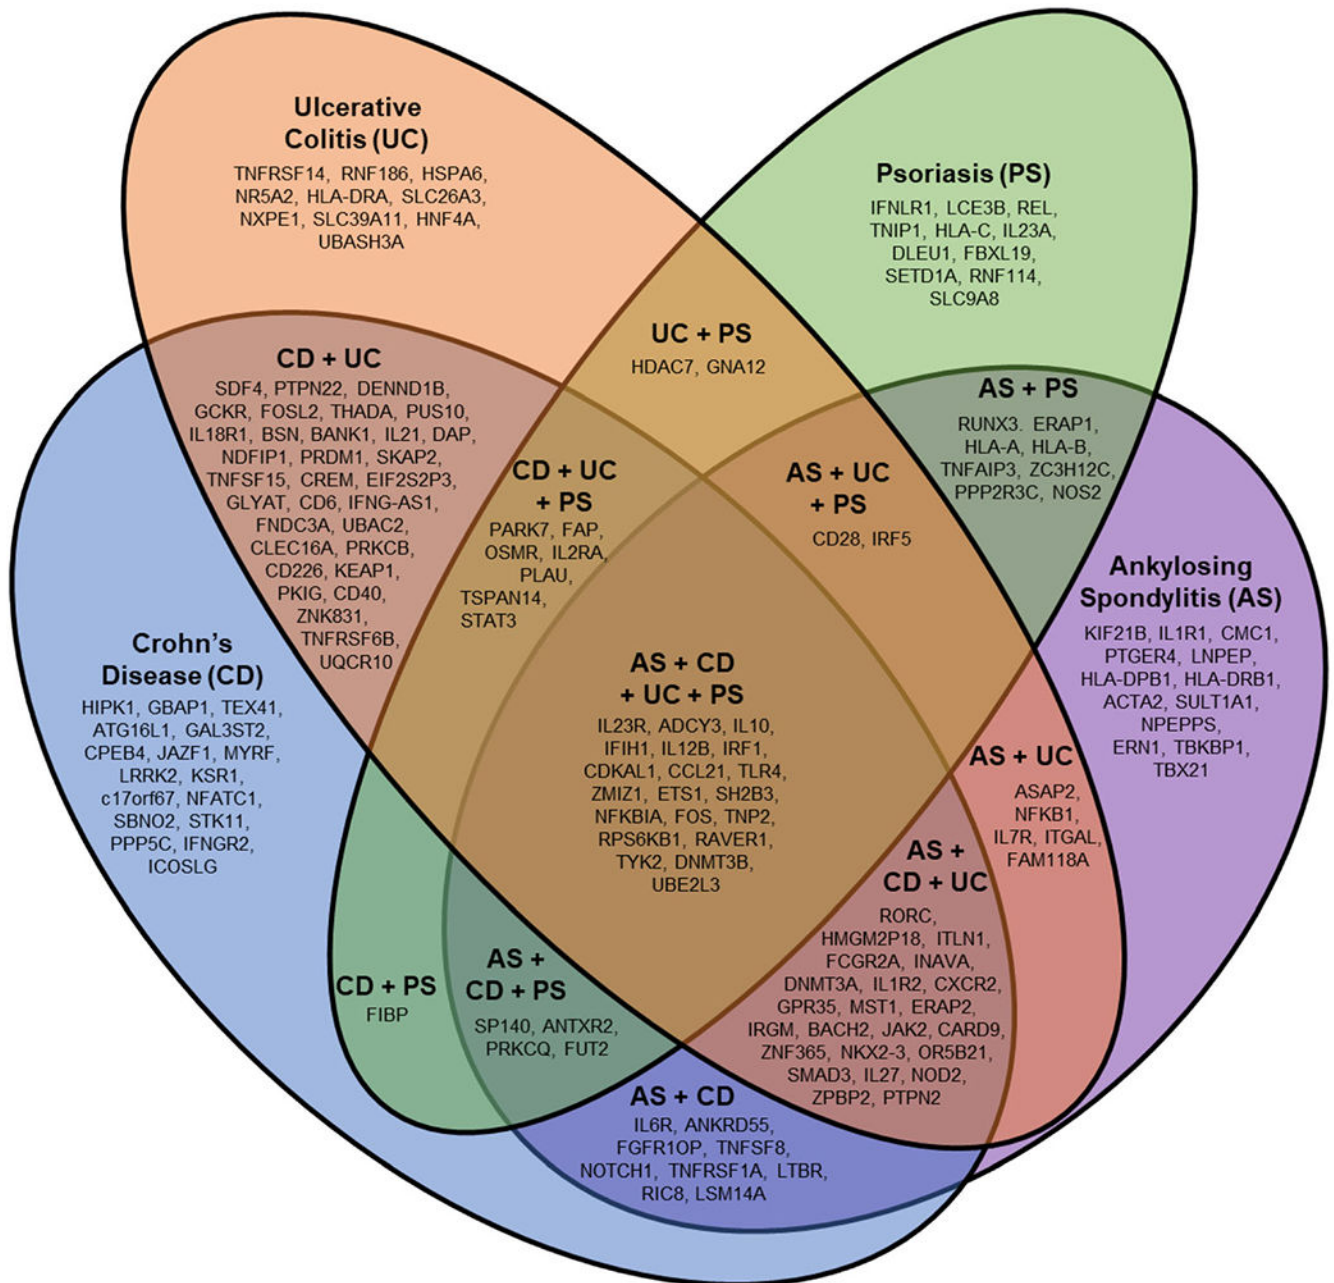 Ulcerative
Colitis (UC)
TNFRSF14, RNF186, HSPA6,
NR5A2, HLA-DRA, SLC26A3,
NXPE1, SLC39A11, HNF4A,
UBASH3A
Psoriasis (PS)
IFNLR1, LCE3B, REL,
TNIP1, HLA-C, IL23A,
DLEU1, FBXL19,
SETD1A, RNF114,
SLC9A8
UC + PS
HDAC7, GNA12
CD + UC
SDF4, PTPN22, DENND1B,
GCKR, FOSL2, THADA, PUS10,
IL18R1, BSN, BANK1, IL21, DAP,
NDFIP1, PRDM1, SKAP2,
TNFSF15, CREM, EIF2S2P3,
GLYAT, CD6, IFNG-AS1,
FNDC3A, UBAC2,
CLEC16A, PRKCB,
CD226, KEAP1,
PKIG, CD40,
ZNK831,
TNFRSF6B,
UQCR10
AS + PS
RUNX3. ERAP1,
HLA-A, HLA-B,
TNFAIP3, ZC3H12C,
PPP2R3C, NOS2
CD + UC
+ PS
PARK7, FAP,
OSMR, IL2RA,
PLAU,
TSPAN14,
STAT3
AS + UC
+ PS
CD28, IRF5
Ankylosing
Spondylitis (AS)
KIF21B, IL1R1, CMC1,
PTGER4, LNPEP,
HLA-DPB1, HLA-DRB1,
ACTA2, SULT1A1,
NPEPPS,
ERN1, TBKBP1,
TBX21
Crohn's
Disease (CD)
HIPK1, GBAP1, TEX41,
ATG16L1, GAL3ST2,
CPEB4, JAZF1, MYRF,
LRRK2, KSR1,
c17orf67, NFATC1,
SBNO2, STK11,
PPP5C, IFNGR2,
ICOSLG
AS + CD
+ UC + PS
IL23R, ADCY3, IL10,
IFIH1, IL12B, IRF1,
CDKAL1, CCL21, TLR4,
ZMIZ1, ETS1, SH2B3,
NFKBIA, FOS, TNP2,
RPS6KB1, RAVER1,
TYK2, DNMT3B,
UBE2L3
AS + UC
ASAP2,
NFKB1,
IL7R, ITGAL,
FAM118A
AS +
CD + UC
RORC,
HMGM2P18, ITLN1,
FCGR2A, INAVA,
DNMT3A, IL1R2, CXCR2,
GPR35, MST1, ERAP2,
IRGM, BACH2, JAK2, CARD9,
ZNF365, NKX2-3, OR5B21,
SMAD3, IL27, NOD2,
ZPBP2, PTPN2
CD + PS
FIBP
AS +
CD + PS
SP140, ANTXR2,
PRKCQ, FUT2
AS + CD
IL6R, ANKRD55,
FGFR1OP, TNFSF8,
NOTCH1, TNFRSF1A, LTBR,
RIC8, LSM14A